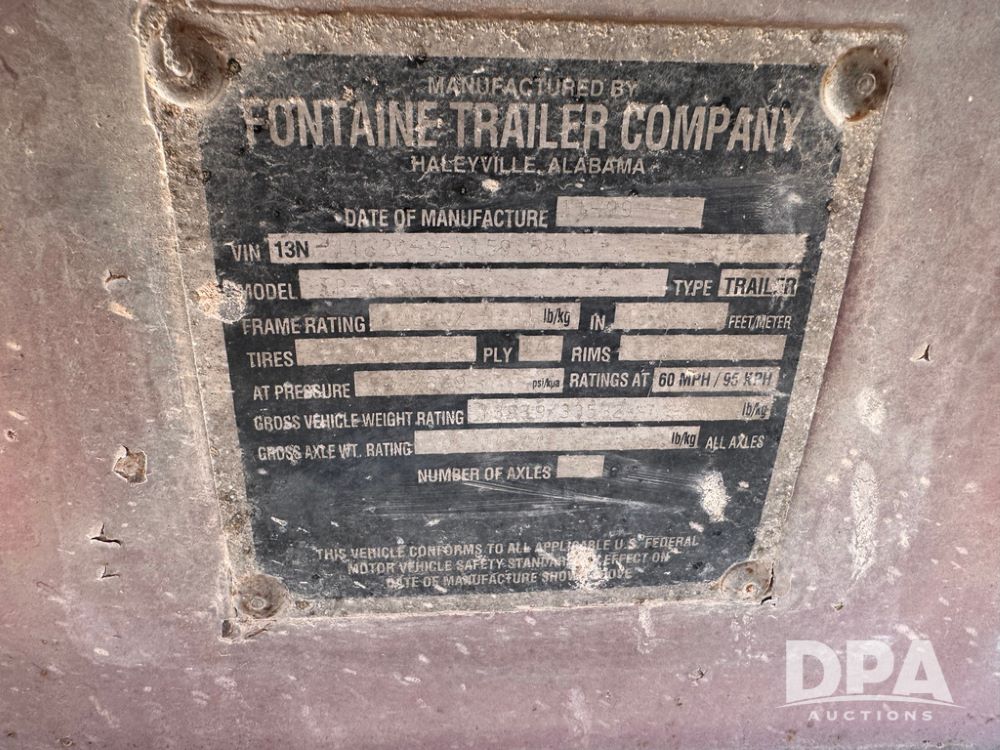 MANUFACTURED BY
FONTAINE TRAILER COMPANY
HALEYVILLE, ALABAMA
DATE OF MANUFACTURE
VIN 13N
MODEL TYPE TRAILER
FRAME RATING lb/kg IN FEET/METER
TIRES PLY RIMS
AT PRESSURE psi/kpa RATINGS AT 60 MPH / 95 KPH
GROSS VEHICLE WEIGHT RATING lb/kg
GROSS AXLE WT. RATING lb/kg ALL AXLES
NUMBER OF AXLES
THIS VEHICLE CONFORMS TO ALL APPLICABLE U.S. FEDERAL
MOTOR VEHICLE SAFETY STANDARDS IN EFFECT ON
DATE OF MANUFACTURE SHOWN ABOVE
DPA
AUCTIONS